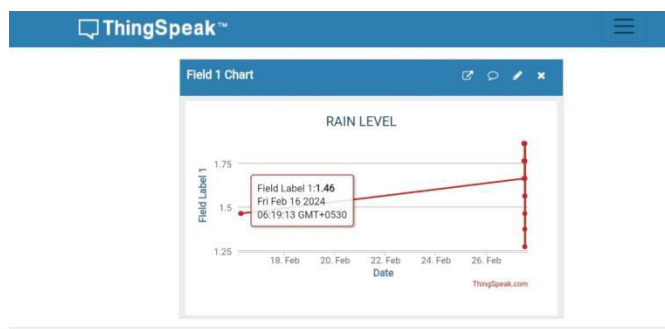 ThingSpeak™
Field 1 Chart
RAIN LEVEL
Field Label 1
1.75
1.5
1.25
Field Label 1:1.46
Fri Feb 16 2024
06:19:13 GMT+0530
18. Feb 20. Feb 22. Feb 24. Feb 26. Feb
Date
ThingSpeak.com